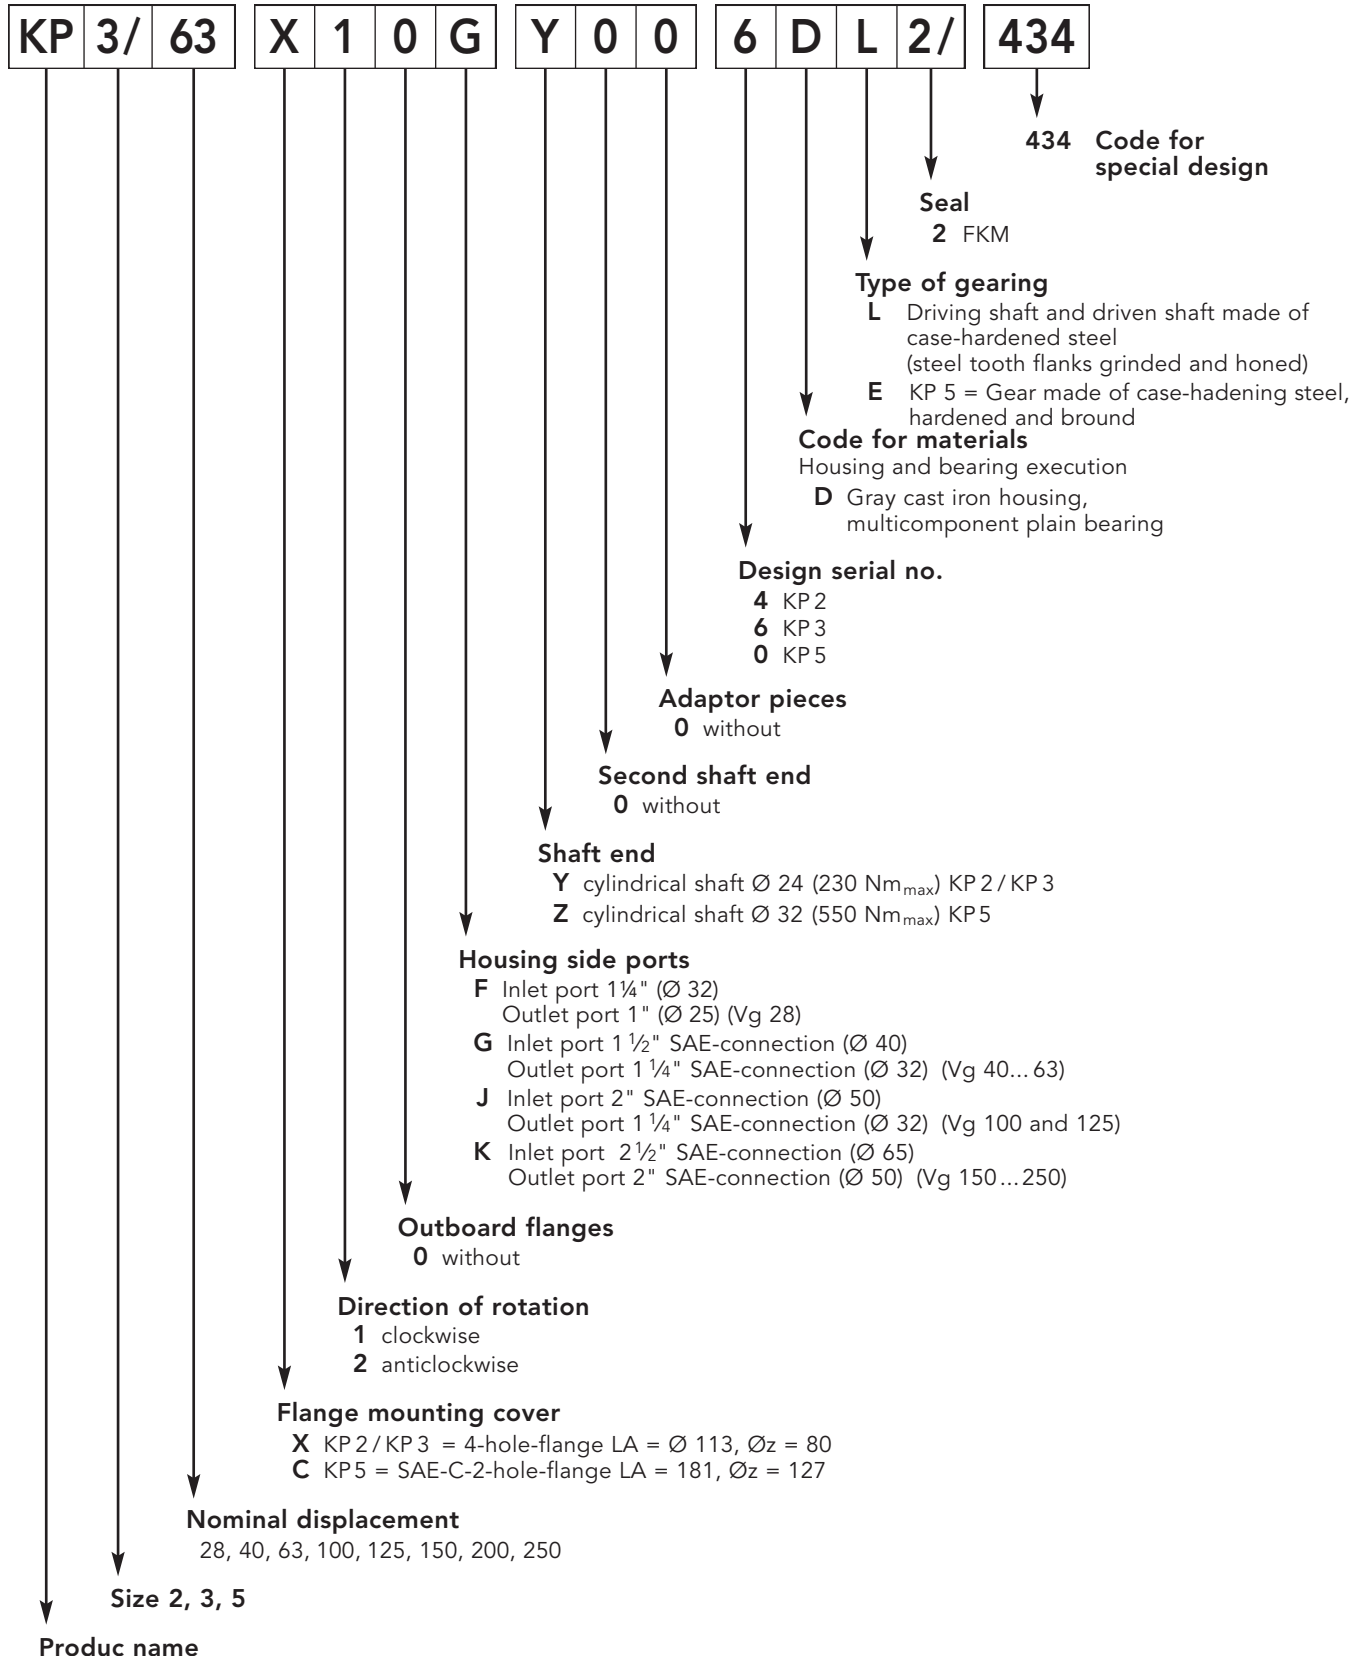 KP 3/ 63 X 1 0 G Y 0 0 6 D L 2/ 434
434 Code for
special design
Seal
2 FKM
Type of gearing
L Driving shaft and driven shaft made of
case-hardened steel
(steel tooth flanks grinded and honed)
E KP 5 = Gear made of case-hadening steel,
hardened and bround
Code for materials
Housing and bearing execution
D Gray cast iron housing,
multicomponent plain bearing
Design serial no.
4 KP 2
6 KP 3
0 KP 5
Adaptor pieces
0 without
Second shaft end
0 without
Shaft end
Y cylindrical shaft Ø 24 (230 Nmmax) KP 2 / KP 3
Z cylindrical shaft Ø 32 (550 Nmmax) KP 5
Housing side ports
F Inlet port 1¼" (Ø 32)
Outlet port 1" (Ø 25) (Vg 28)
G Inlet port 1 ½" SAE-connection (Ø 40)
Outlet port 1 ¼" SAE-connection (Ø 32) (Vg 40... 63)
J Inlet port 2" SAE-connection (Ø 50)
Outlet port 1 ¼" SAE-connection (Ø 32) (Vg 100 and 125)
K Inlet port 2 ½" SAE-connection (Ø 65)
Outlet port 2" SAE-connection (Ø 50) (Vg 150 ... 250)
Outboard flanges
0 without
Direction of rotation
1 clockwise
2 anticlockwise
Flange mounting cover
X KP 2 / KP 3 = 4-hole-flange LA = Ø 113, Øz = 80
C KP 5 = SAE-C-2-hole-flange LA = 181, Øz = 127
Nominal displacement
28, 40, 63, 100, 125, 150, 200, 250
Size 2, 3, 5
Produc name